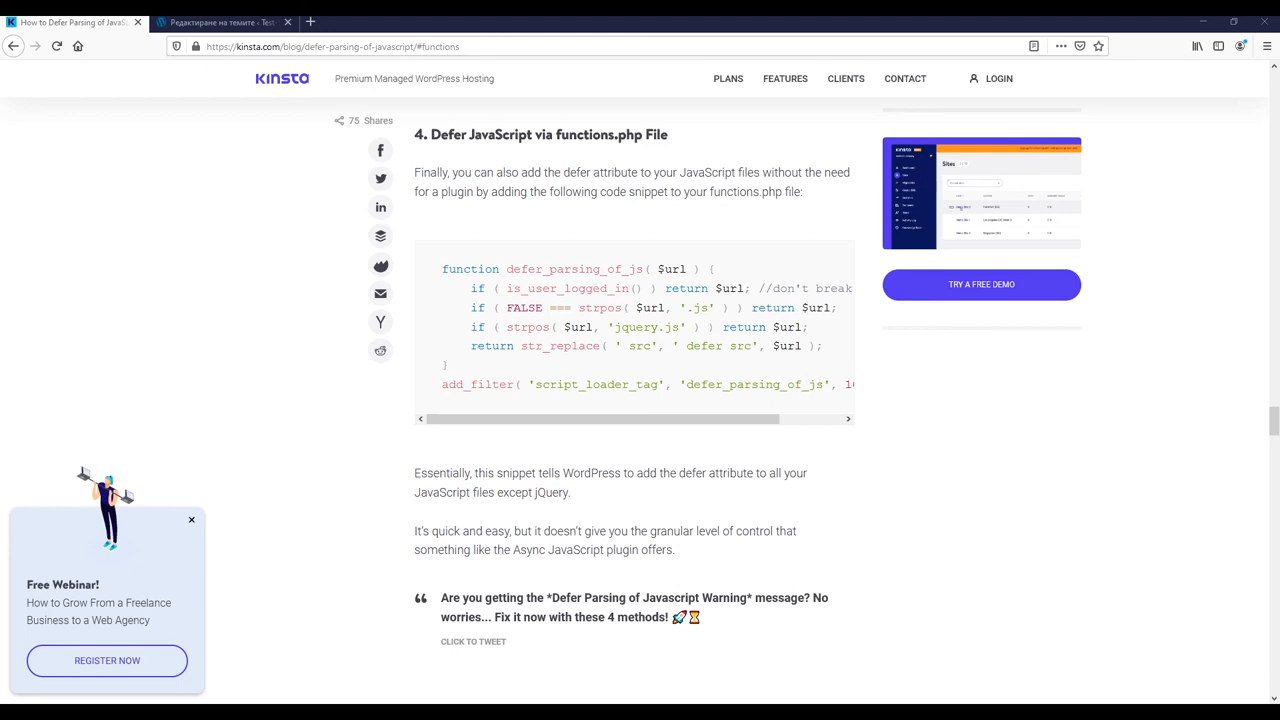 How to Defer Parsing of JavaSc
Редактиране на темите ‹ Test
https://kinsta.com/blog/defer-parsing-of-javascript/#functions
KINSTA
Premium Managed WordPress Hosting
PLANS
FEATURES
CLIENTS
CONTACT
LOGIN
75 Shares
4. Defer JavaScript via functions.php File
Finally, you can also add the defer attribute to your JavaScript files without the need
for a plugin by adding the following code snippet to your functions.php file:
function defer_parsing_of_js( $url ) {
if ( is_user_logged_in() ) return $url; //don't break
if ( FALSE === strpos( $url, '.js' ) ) return $url;
if ( strpos( $url, 'jquery.js' ) ) return $url;
return str_replace( ' src', ' defer src', $url );
}
add_filter( 'script_loader_tag', 'defer_parsing_of_js', 10
Essentially, this snippet tells WordPress to add the defer attribute to all your
JavaScript files except jQuery.
It's quick and easy, but it doesn't give you the granular level of control that
something like the Async JavaScript plugin offers.
Are you getting the *Defer Parsing of Javascript Warning* message? No
worries... Fix it now with these 4 methods! 🚀⏳
CLICK TO TWEET
KINSTA
Sites
TRY A FREE DEMO
Free Webinar!
How to Grow From a Freelance
Business to a Web Agency
REGISTER NOW